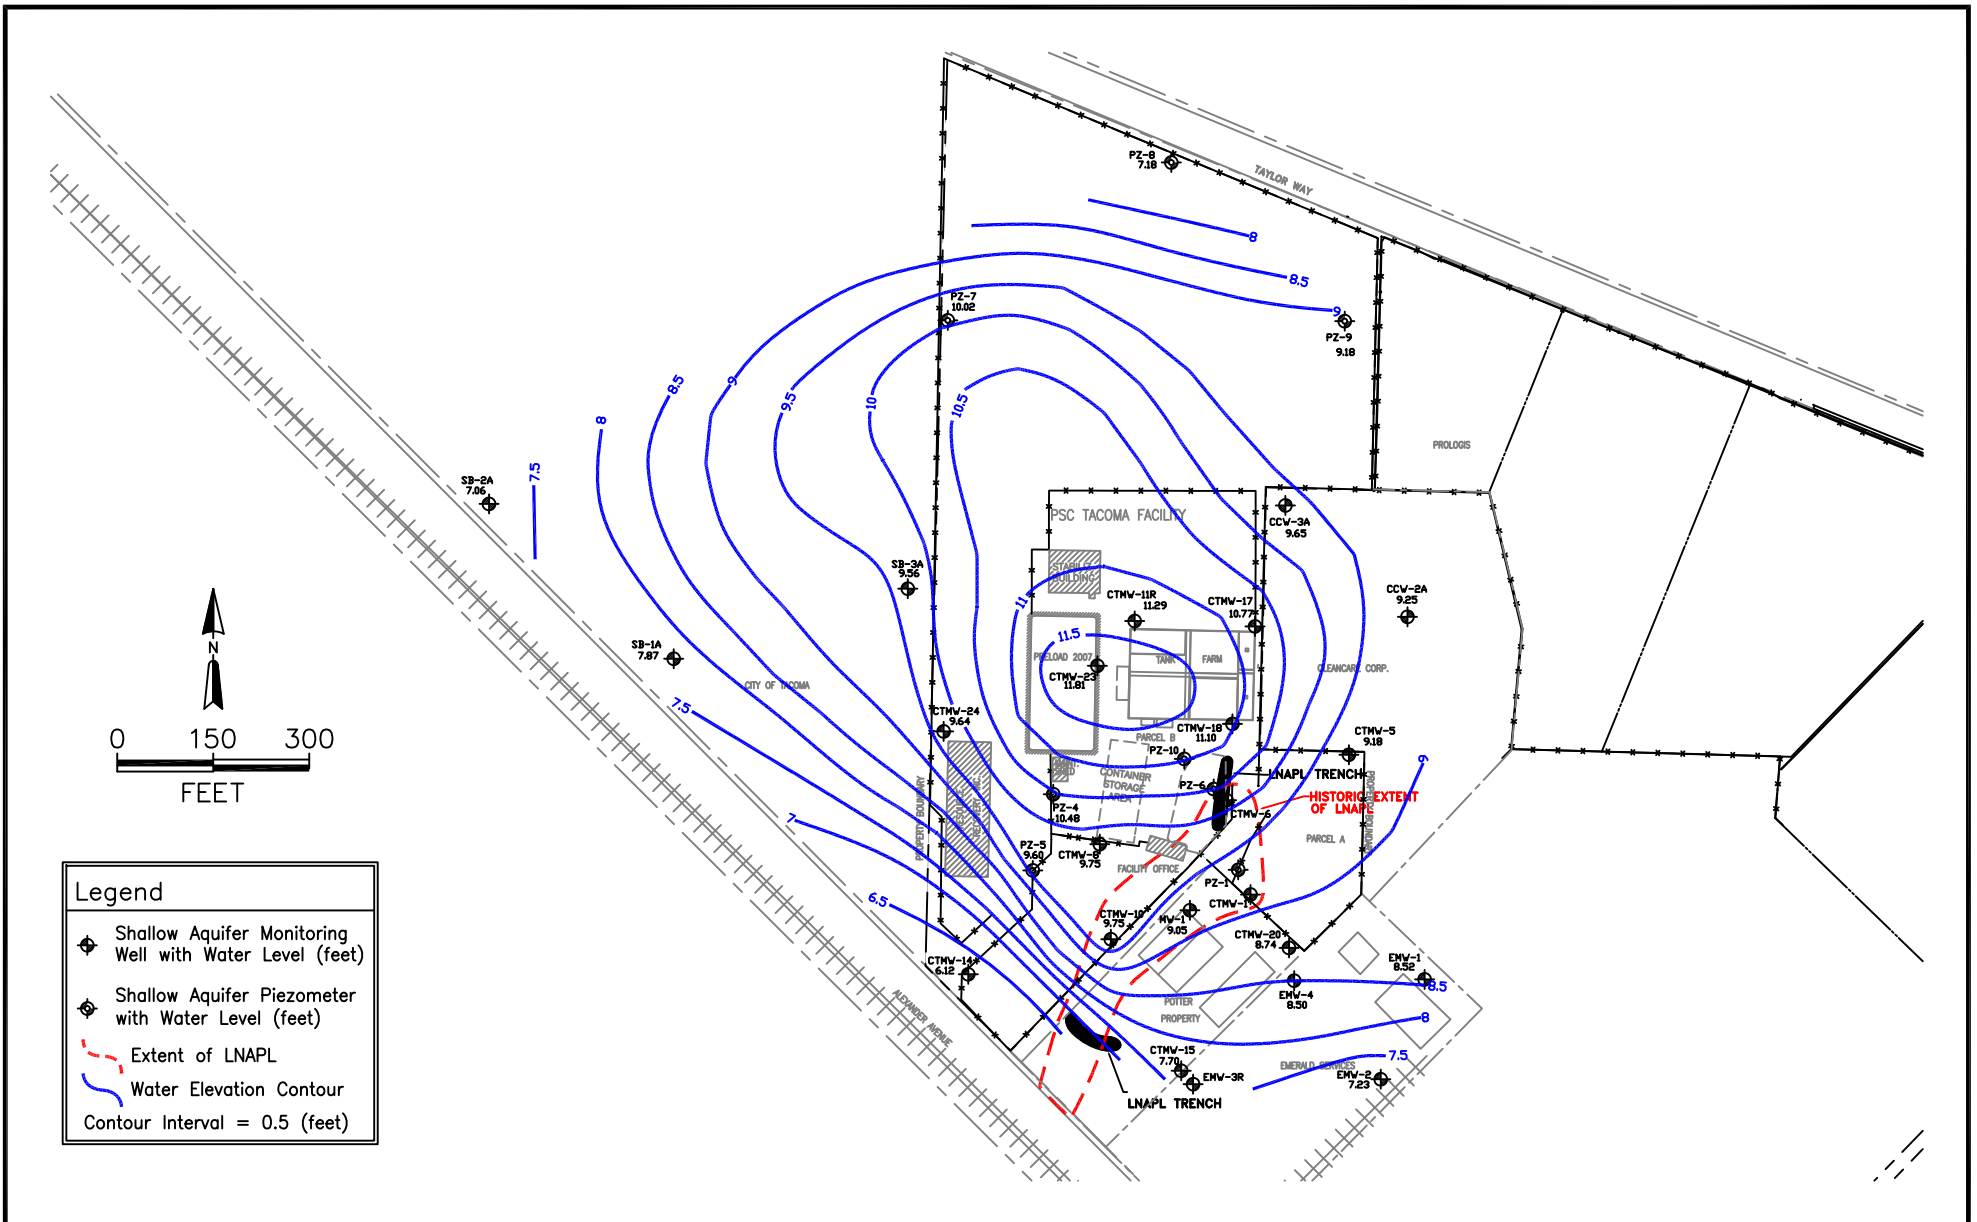 TAYLOR WAY
PZ-8
7.18
8
8.5
9
PZ-7
10.02
PZ-9
9.18
8
8.5
9
9.5
10
10.5
PROLOGIS
7.5
SB-2A
7.06
PSC TACOMA FACILITY
CCW-3A
9.65
SB-3A
9.56
STABILIZ.
BUILDING
11
CTMW-11R
11.29
CTMW-17
10.77
CCW-2A
9.25
SB-1A
7.87
11.5
PRELOAD 2007
TANK
FARM
CTMW-23
11.81
CLEANCARE CORP.
CITY OF TACOMA
7.5
CTMW-24
9.64
CTMW-18
11.10
PARCEL B
CTMW-5
9.18
PZ-10
9
LNAPL TRENCH
CONTAINER
STORAGE
AREA
PZ-6
HISTORIC EXTENT
OF LNAPL
PZ-4
10.48
CTMW-6
PROPERTY BOUNDARY
7
PARCEL A
PZ-5
9.60
CTMW-8
9.75
FACILITY OFFICE
PZ-1
CTMW-1
6.5
CTMW-10
9.75
MW-1
9.05
CTMW-20
8.74
CTMW-14
6.12
EMW-1
8.52
8.5
EMW-4
8.50
ALEXANDER AVENUE
POTTER
PROPERTY
8
CTMW-15
7.70
7.5
EMERALD SERVICES
EMW-3R
EMW-2
7.23
LNAPL TRENCH
N
0 150 300
FEET
Legend
Shallow Aquifer Monitoring
Well with Water Level (feet)
Shallow Aquifer Piezometer
with Water Level (feet)
Extent of LNAPL
Water Elevation Contour
Contour Interval = 0.5 (feet)